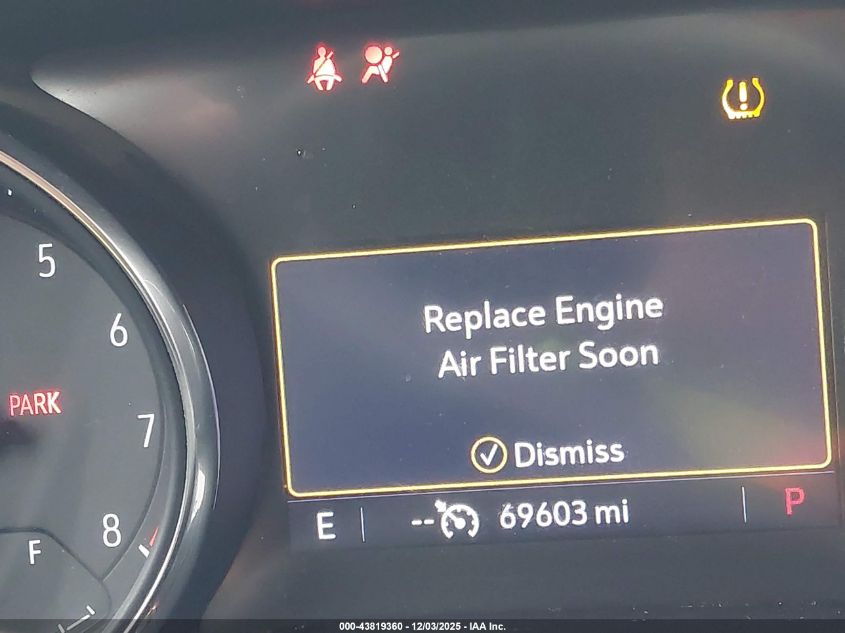 5
6
PARK
7
8
F
Replace Engine
Air Filter Soon
Dismiss
E
-- 69603 mi
P
000-43819360 - 12/03/2025 - IAA Inc.